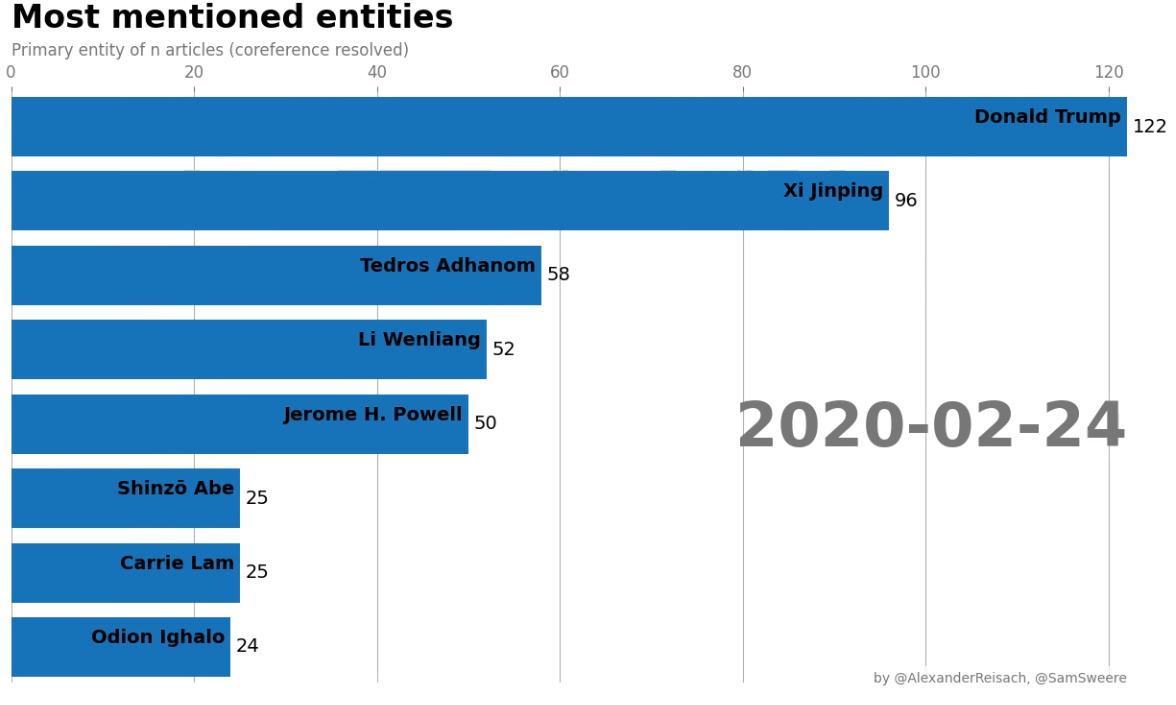 Most mentioned entities
Primary entity of n articles (coreference resolved)
0 20 40 60 80 100 120
Donald Trump 122
Xi Jinping 96
Tedros Adhanom 58
Li Wenliang 52
Jerome H. Powell 50
2020-02-24
Shinzō Abe 25
Carrie Lam 25
Odion Ighalo 24
by @AlexanderReisach, @SamSweere